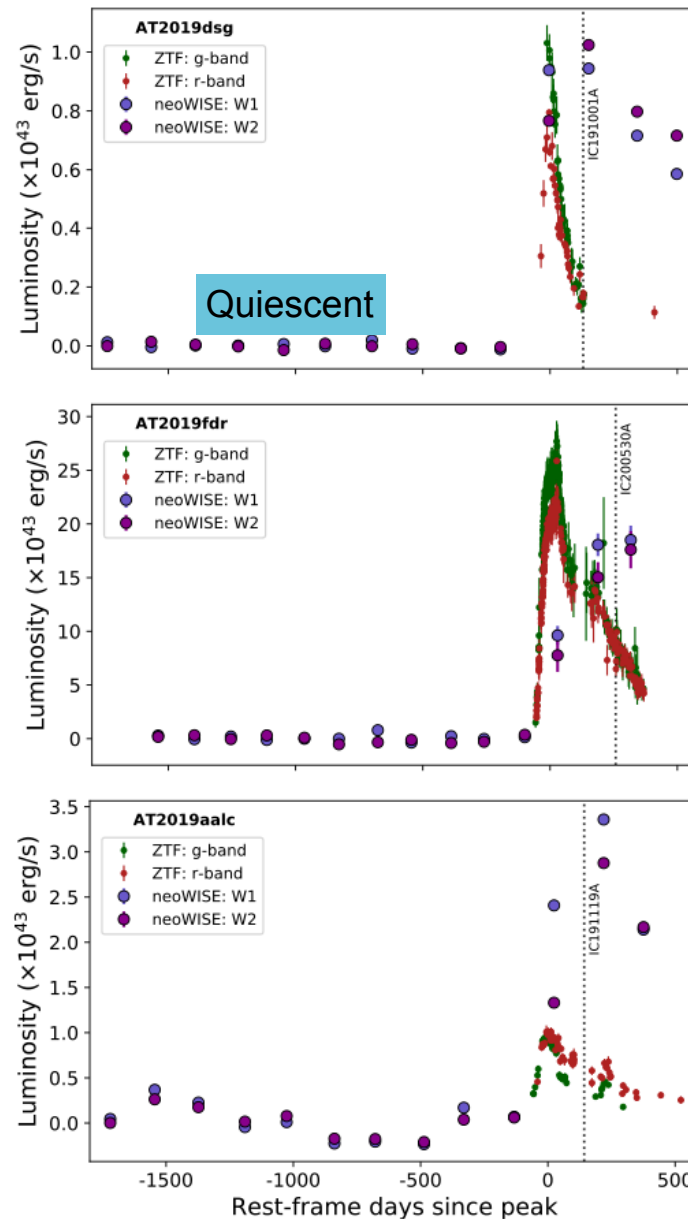 AT2019dsg
ZTF: g-band
ZTF: r-band
neoWISE: W1
neoWISE: W2
IC191001A
Quiescent
Luminosity (×10^43 erg/s)
1.0
0.8
0.6
0.4
0.2
0.0
AT2019fdr
ZTF: g-band
ZTF: r-band
neoWISE: W1
neoWISE: W2
IC200530A
Luminosity (×10^43 erg/s)
30
25
20
15
10
5
0
AT2019aalc
ZTF: g-band
ZTF: r-band
neoWISE: W1
neoWISE: W2
IC191119A
Luminosity (×10^43 erg/s)
3.5
3.0
2.5
2.0
1.5
1.0
0.5
0.0
-1500 -1000 -500 0 500
Rest-frame days since peak